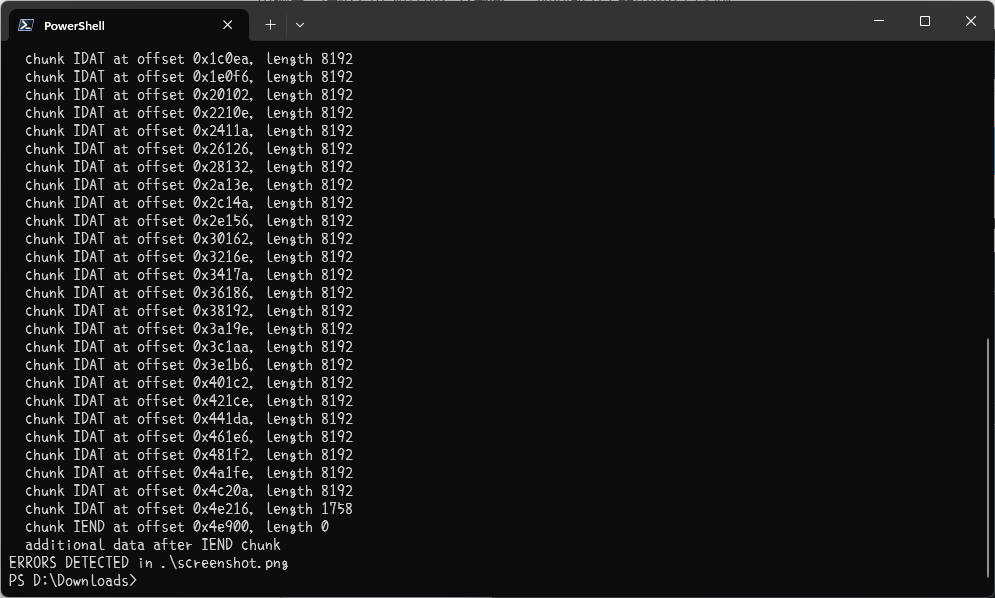 PowerShell
chunk IDAT at offset 0x1c0ea, length 8192
chunk IDAT at offset 0x1e0f6, length 8192
chunk IDAT at offset 0x20102, length 8192
chunk IDAT at offset 0x2210e, length 8192
chunk IDAT at offset 0x2411a, length 8192
chunk IDAT at offset 0x26126, length 8192
chunk IDAT at offset 0x28132, length 8192
chunk IDAT at offset 0x2a13e, length 8192
chunk IDAT at offset 0x2c14a, length 8192
chunk IDAT at offset 0x2e156, length 8192
chunk IDAT at offset 0x30162, length 8192
chunk IDAT at offset 0x3216e, length 8192
chunk IDAT at offset 0x3417a, length 8192
chunk IDAT at offset 0x36186, length 8192
chunk IDAT at offset 0x38192, length 8192
chunk IDAT at offset 0x3a19e, length 8192
chunk IDAT at offset 0x3c1aa, length 8192
chunk IDAT at offset 0x3e1b6, length 8192
chunk IDAT at offset 0x401c2, length 8192
chunk IDAT at offset 0x421ce, length 8192
chunk IDAT at offset 0x441da, length 8192
chunk IDAT at offset 0x461e6, length 8192
chunk IDAT at offset 0x481f2, length 8192
chunk IDAT at offset 0x4a1fe, length 8192
chunk IDAT at offset 0x4c20a, length 8192
chunk IDAT at offset 0x4e216, length 1758
chunk IEND at offset 0x4e900, length 0
additional data after IEND chunk
ERRORS DETECTED in .\screenshot.png
PS D:\Downloads>